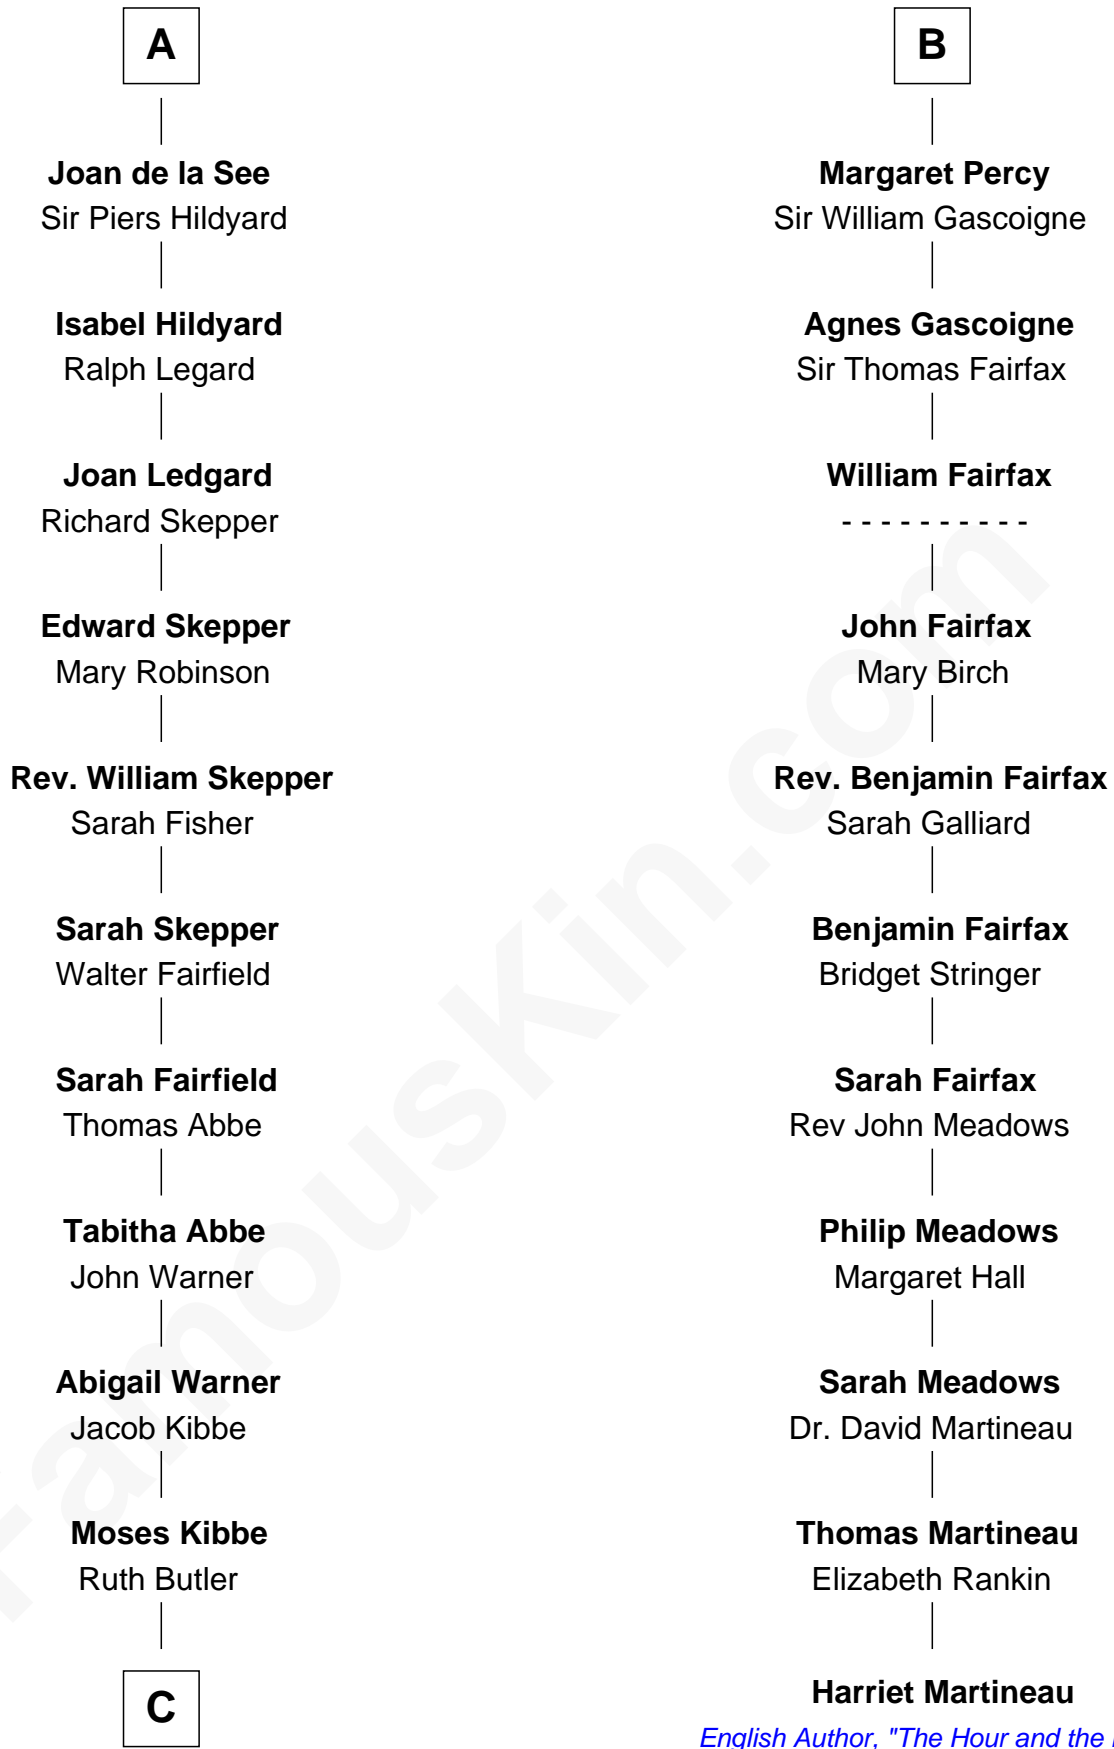 A
Joan de la See
Sir Piers Hildyard
Isabel Hildyard
Ralph Legard
Joan Ledgard
Richard Skepper
Edward Skepper
Mary Robinson
Rev. William Skepper
Sarah Fisher
Sarah Skepper
Walter Fairfield
Sarah Fairfield
Thomas Abbe
Tabitha Abbe
John Warner
Abigail Warner
Jacob Kibbe
Moses Kibbe
Ruth Butler
C
B
Margaret Percy
Sir William Gascoigne
Agnes Gascoigne
Sir Thomas Fairfax
William Fairfax
- - - - - - - - - -
John Fairfax
Mary Birch
Rev. Benjamin Fairfax
Sarah Galliard
Benjamin Fairfax
Bridget Stringer
Sarah Fairfax
Rev John Meadows
Philip Meadows
Margaret Hall
Sarah Meadows
Dr. David Martineau
Thomas Martineau
Elizabeth Rankin
Harriet Martineau
English Author, "The Hour and the
FamousKin.com